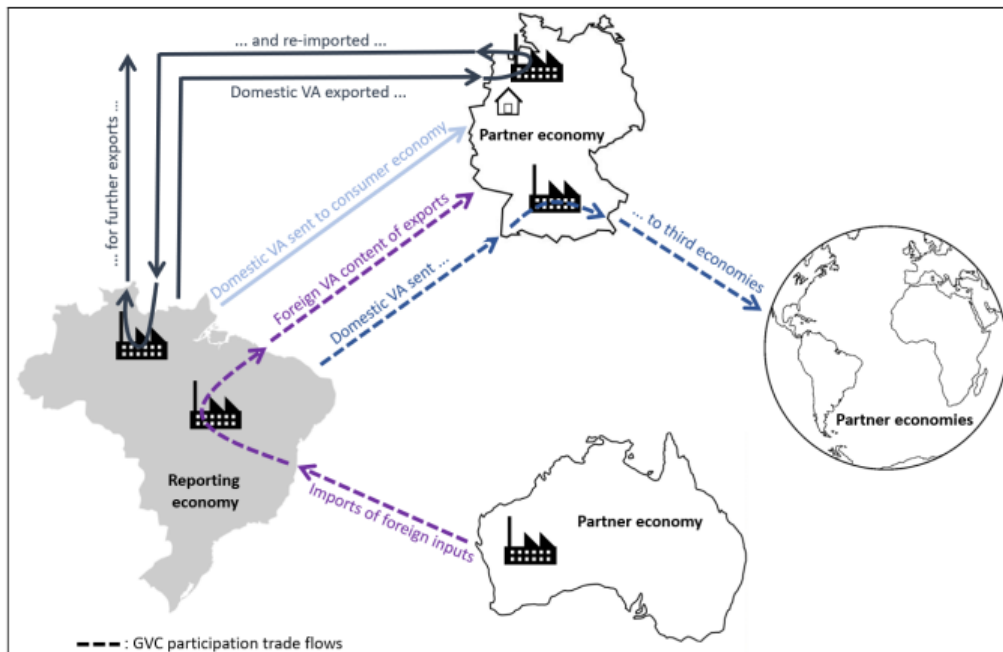 ... and re-imported ...
Domestic VA exported ...
... for further exports ...
Partner economy
Domestic VA sent to consumer economy
Foreign VA content of exports
Domestic VA sent ...
... to third economies
Partner economies
Reporting
economy
Imports of foreign inputs
Partner economy
: GVC participation trade flows